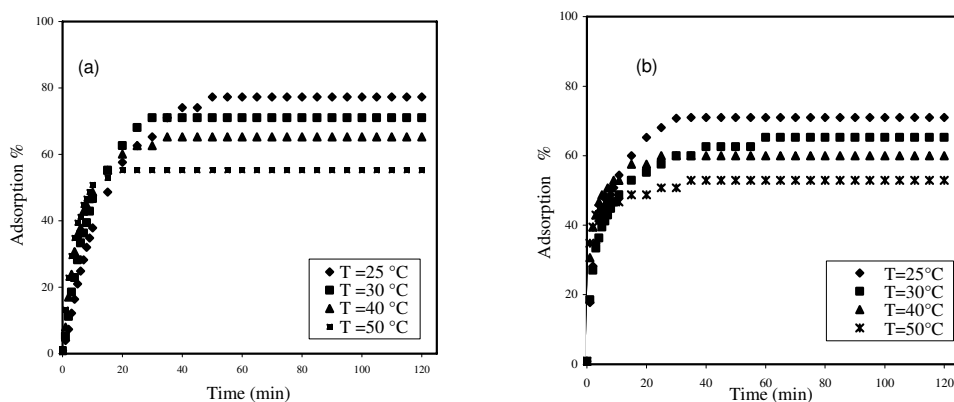 (a)
Adsorption %
100
80
60
40
20
0
T =25 °C
T =30 °C
T =40 °C
T =50 °C
0 20 40 60 80 100 120
Time (min)
(b)
Adsorption %
100
80
60
40
20
0
T=25°C
T=30°C
T=40°C
T=50°C
0 20 40 60 80 100 120
Time (min)